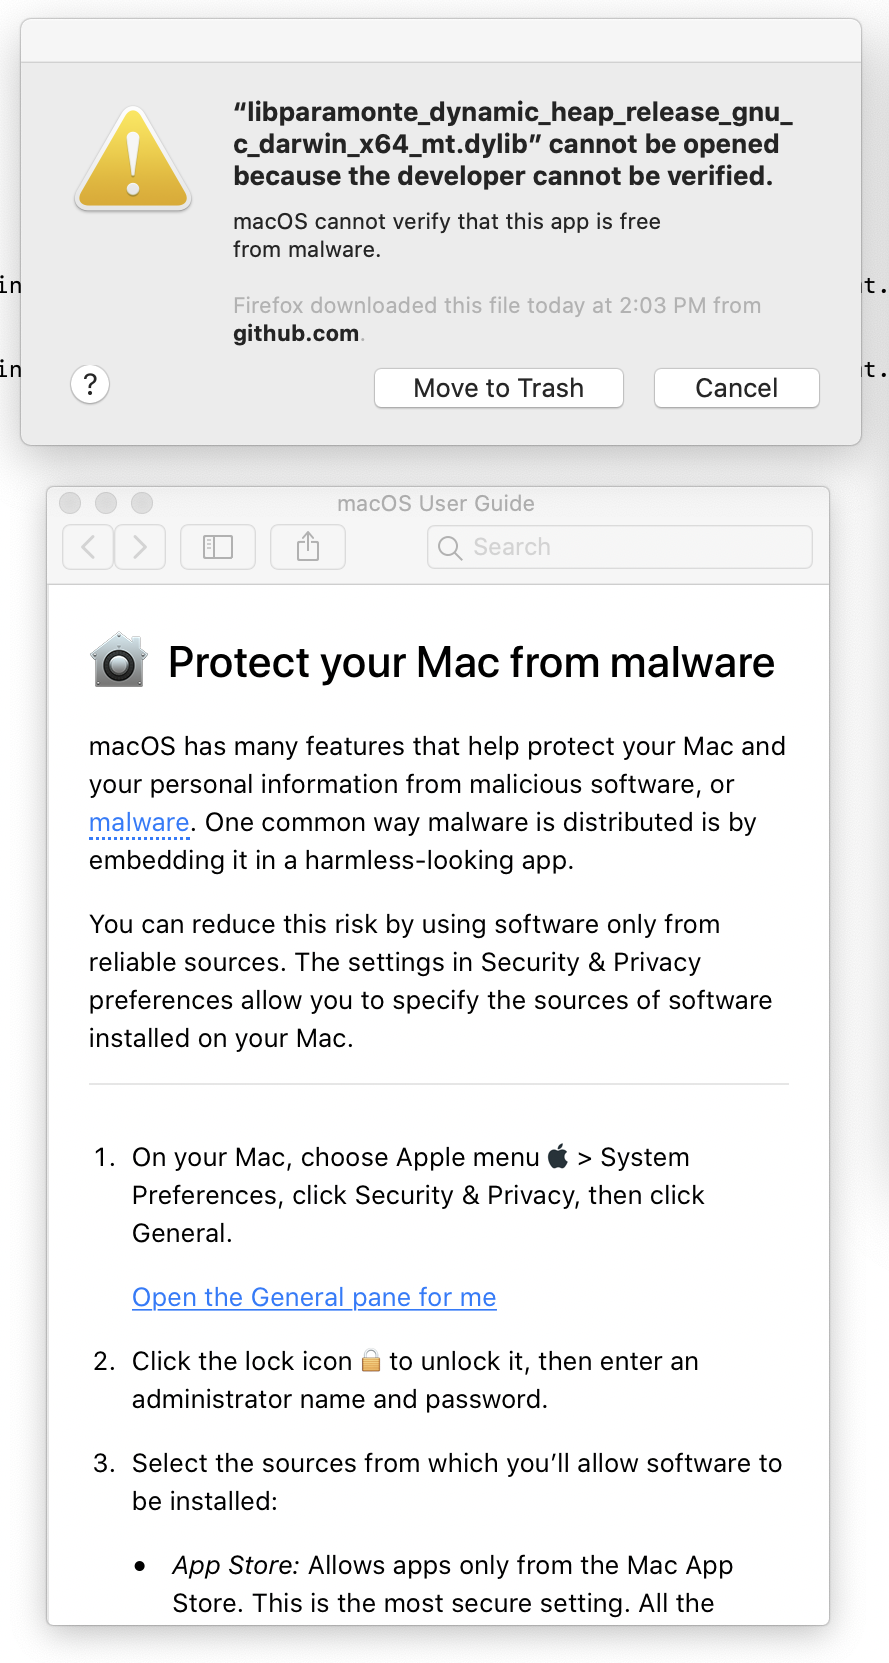 “libparamonte_dynamic_heap_release_gnu_
c_darwin_x64_mt.dylib” cannot be opened
because the developer cannot be verified.
macOS cannot verify that this app is free
from malware.
in
t.
Firefox downloaded this file today at 2:03 PM from
github.com.
in
t.
?
Move to Trash
Cancel
macOS User Guide
Search
Protect your Mac from malware
macOS has many features that help protect your Mac and
your personal information from malicious software, or
malware. One common way malware is distributed is by
embedding it in a harmless-looking app.
You can reduce this risk by using software only from
reliable sources. The settings in Security & Privacy
preferences allow you to specify the sources of software
installed on your Mac.
1. On your Mac, choose Apple menu > System
Preferences, click Security & Privacy, then click
General.
Open the General pane for me
2. Click the lock icon to unlock it, then enter an
administrator name and password.
3. Select the sources from which you’ll allow software to
be installed:
• App Store: Allows apps only from the Mac App
Store. This is the most secure setting. All the